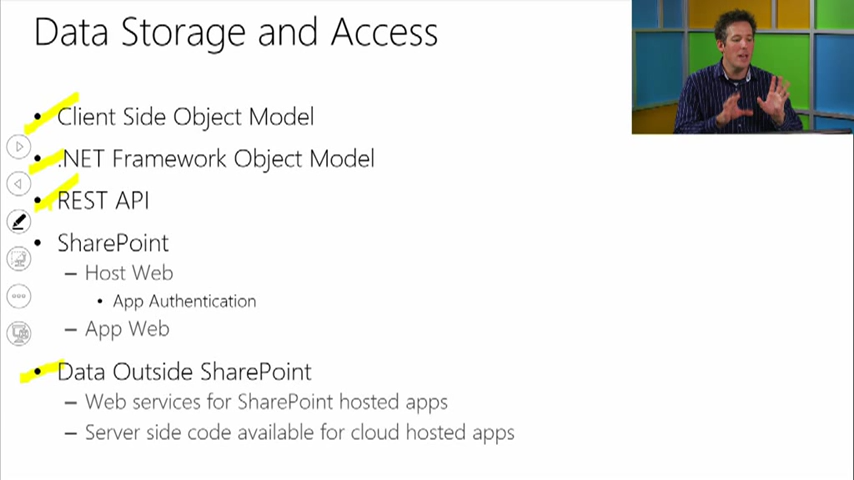 Data Storage and Access
• Client Side Object Model
• .NET Framework Object Model
• REST API
• SharePoint
– Host Web
• App Authentication
– App Web
• Data Outside SharePoint
– Web services for SharePoint hosted apps
– Server side code available for cloud hosted apps